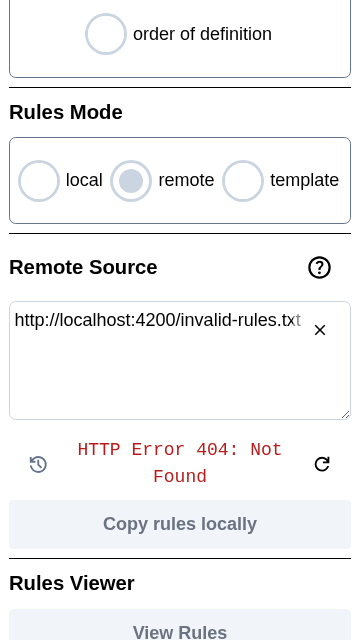 order of definition
Rules Mode
local remote template
Remote Source
http://localhost:4200/invalid-rules.txt
HTTP Error 404: Not
Found
Copy rules locally
Rules Viewer
View Rules